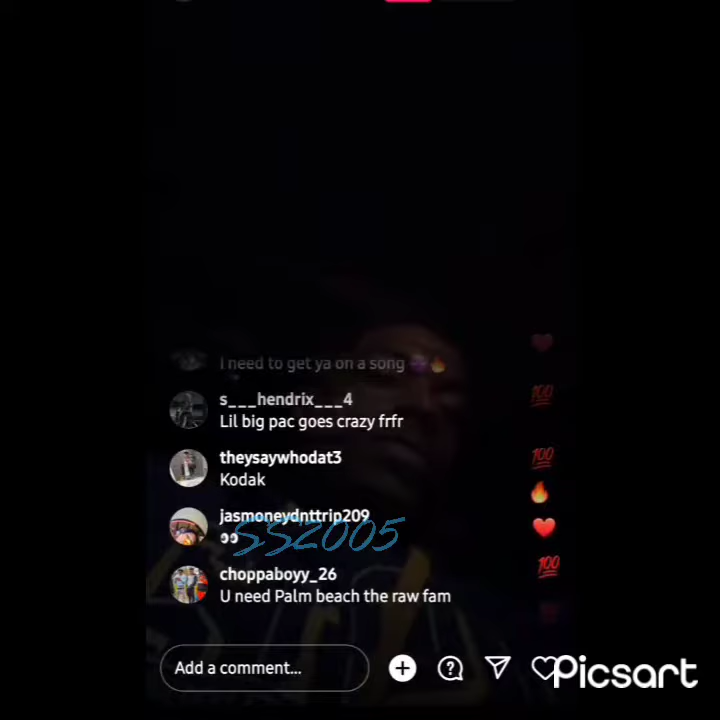 I need to get ya on a song
s___hendrix___4
Lil big pac goes crazy frfr
theysaywhodat3
Kodak
jasmoneydnttrip209
👀
SS2005
choppaboyy_26
U need Palm beach the raw fam
Add a comment...
Picsart